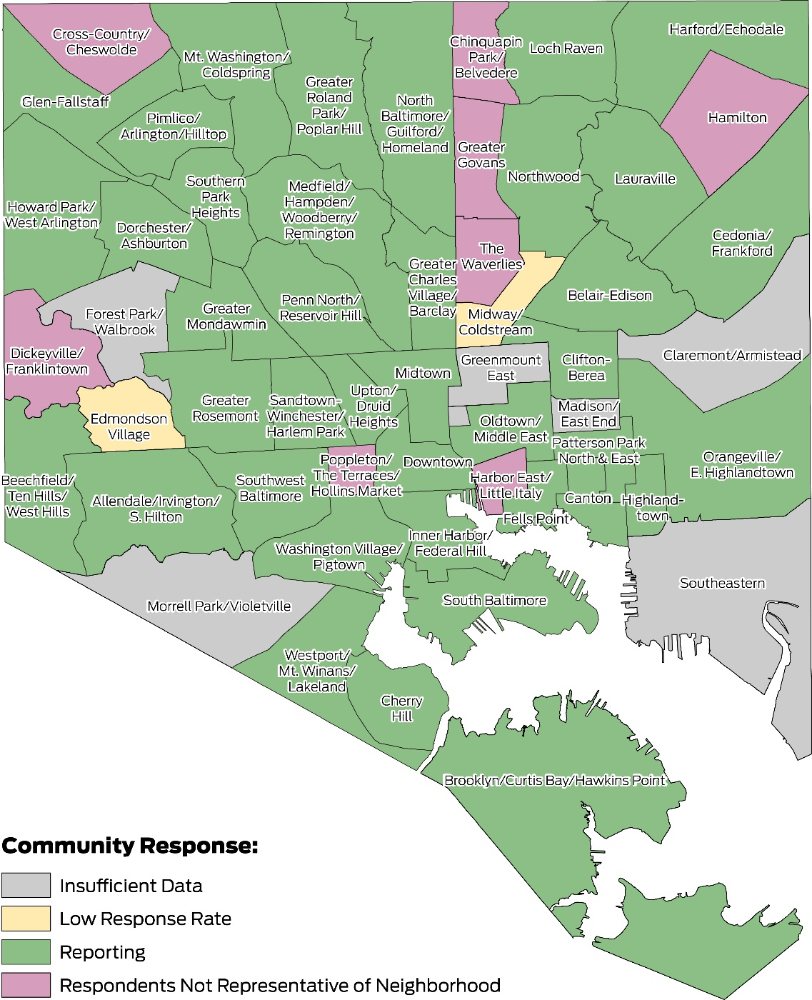 Cross-Country/
Cheswolde
Mt. Washington/
Coldspring
Greater
Roland
Park/
Poplar Hill
North
Baltimore/
Guilford/
Homeland
Chinquapin
Park/
Belvedere
Loch Raven
Harford/Echodale
Glen-Fallstaff
Pimlico/
Arlington/Hilltop
Hamilton
Greater
Govans
Northwood
Lauraville
Howard Park/
West Arlington
Southern
Park
Heights
Dorchester/
Ashburton
Medfield/
Hampden/
Woodberry/
Remington
Cedonia/
Frankford
The
Waverlies
Greater
Charles
Village/
Barclay
Belair-Edison
Forest Park/
Walbrook
Greater
Mondawmin
Penn North/
Reservoir Hill
Midway/
Coldstream
Dickeyville/
Franklintown
Claremont/Armistead
Midtown
Greenmount
East
Clifton-
Berea
Edmondson
Village
Greater
Rosemont
Sandtown-
Winchester/
Harlem Park
Upton/
Druid
Heights
Oldtown/
Middle East
Madison/
East End
Patterson Park
North & East
Orangeville/
E. Highlandtown
Beechfield/
Ten Hills/
West Hills
Allendale/Irvington/
S. Hilton
Southwest
Baltimore
Poppleton/
The Terraces/
Hollins Market
Downtown
Harbor East/
Little Italy
Canton
Highland-
town
Fells Point
Washington Village/
Pigtown
Inner Harbor/
Federal Hill
Southeastern
Morrell Park/Violetville
South Baltimore
Westport/
Mt. Winans/
Lakeland
Cherry
Hill
Brooklyn/Curtis Bay/Hawkins Point
Community Response:
Insufficient Data
Low Response Rate
Reporting
Respondents Not Representative of Neighborhood